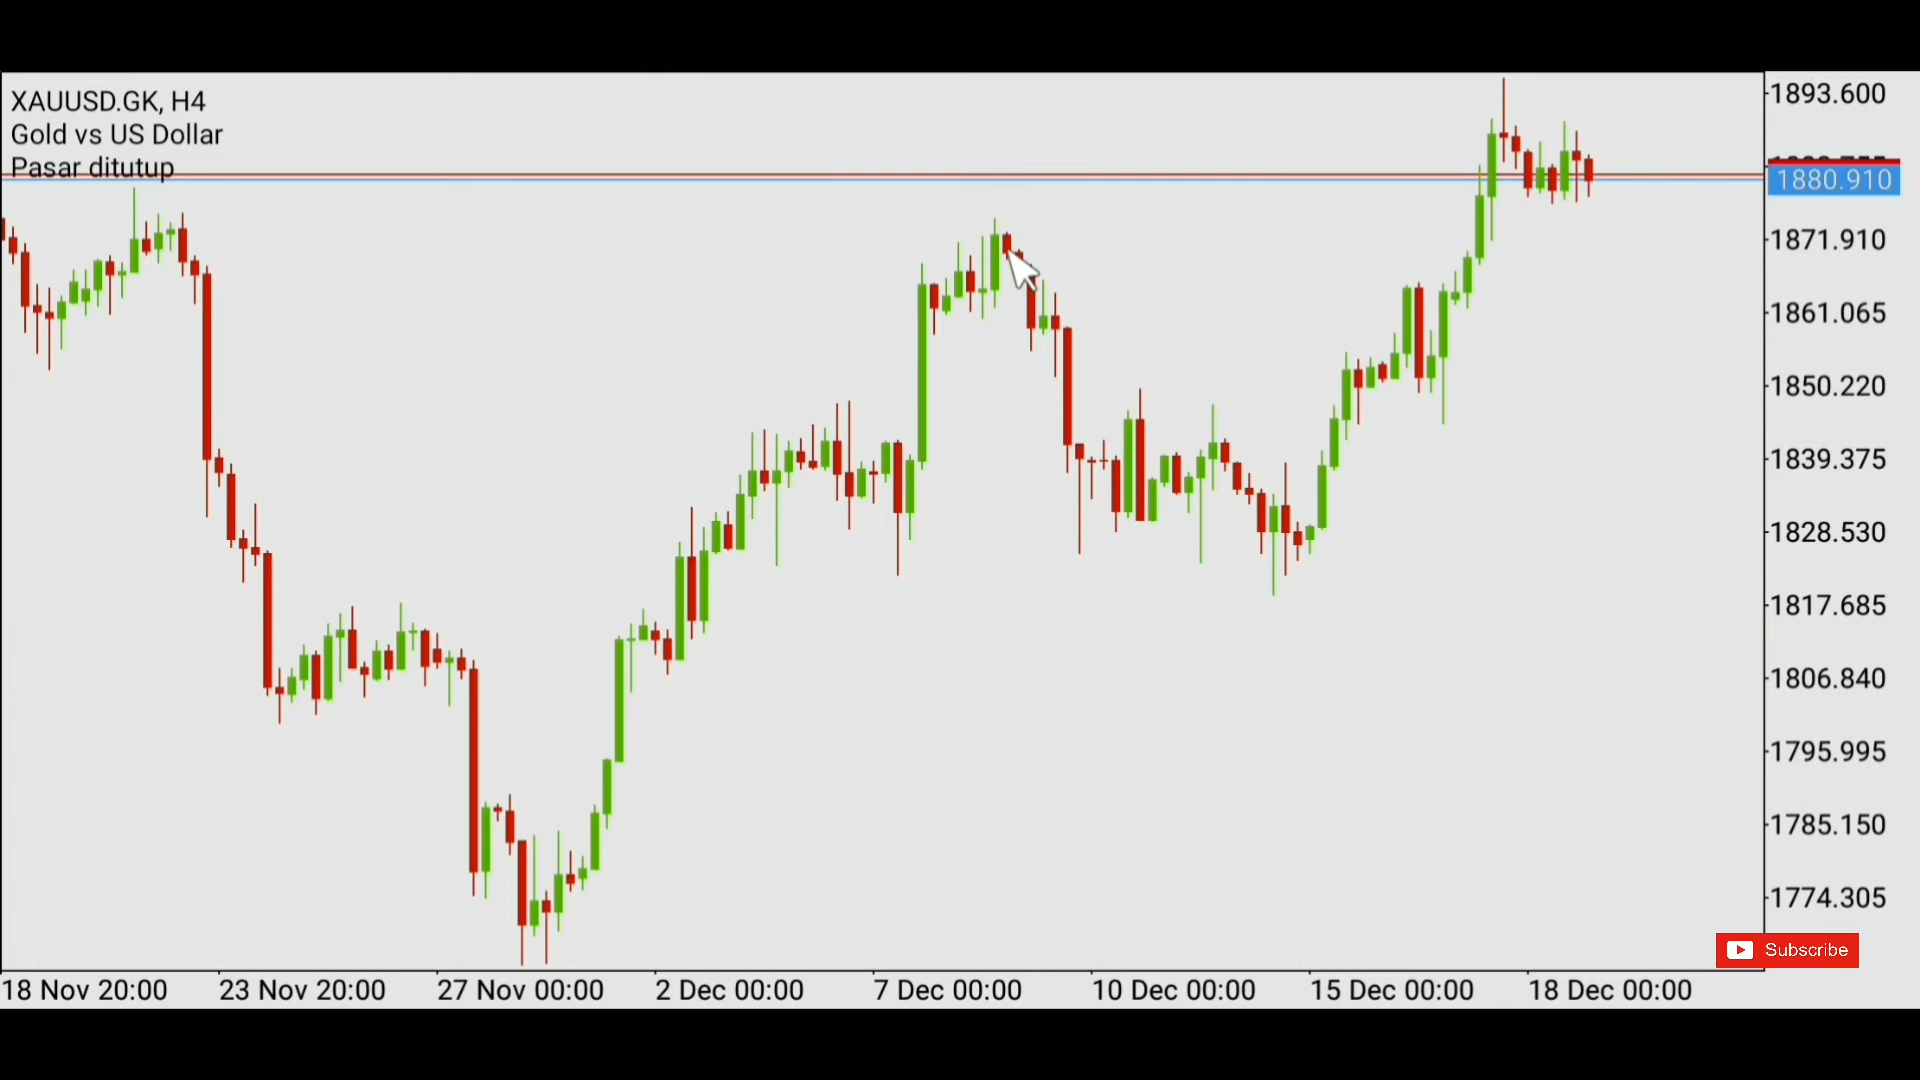 XAUUSD.GK, H4
Gold vs US Dollar
Pasar ditutup
1893.600
1880.910
1871.910
1861.065
1850.220
1839.375
1828.530
1817.685
1806.840
1795.995
1785.150
1774.305
Subscribe
18 Nov 20:00 23 Nov 20:00 27 Nov 00:00 2 Dec 00:00 7 Dec 00:00 10 Dec 00:00 15 Dec 00:00 18 Dec 00:00